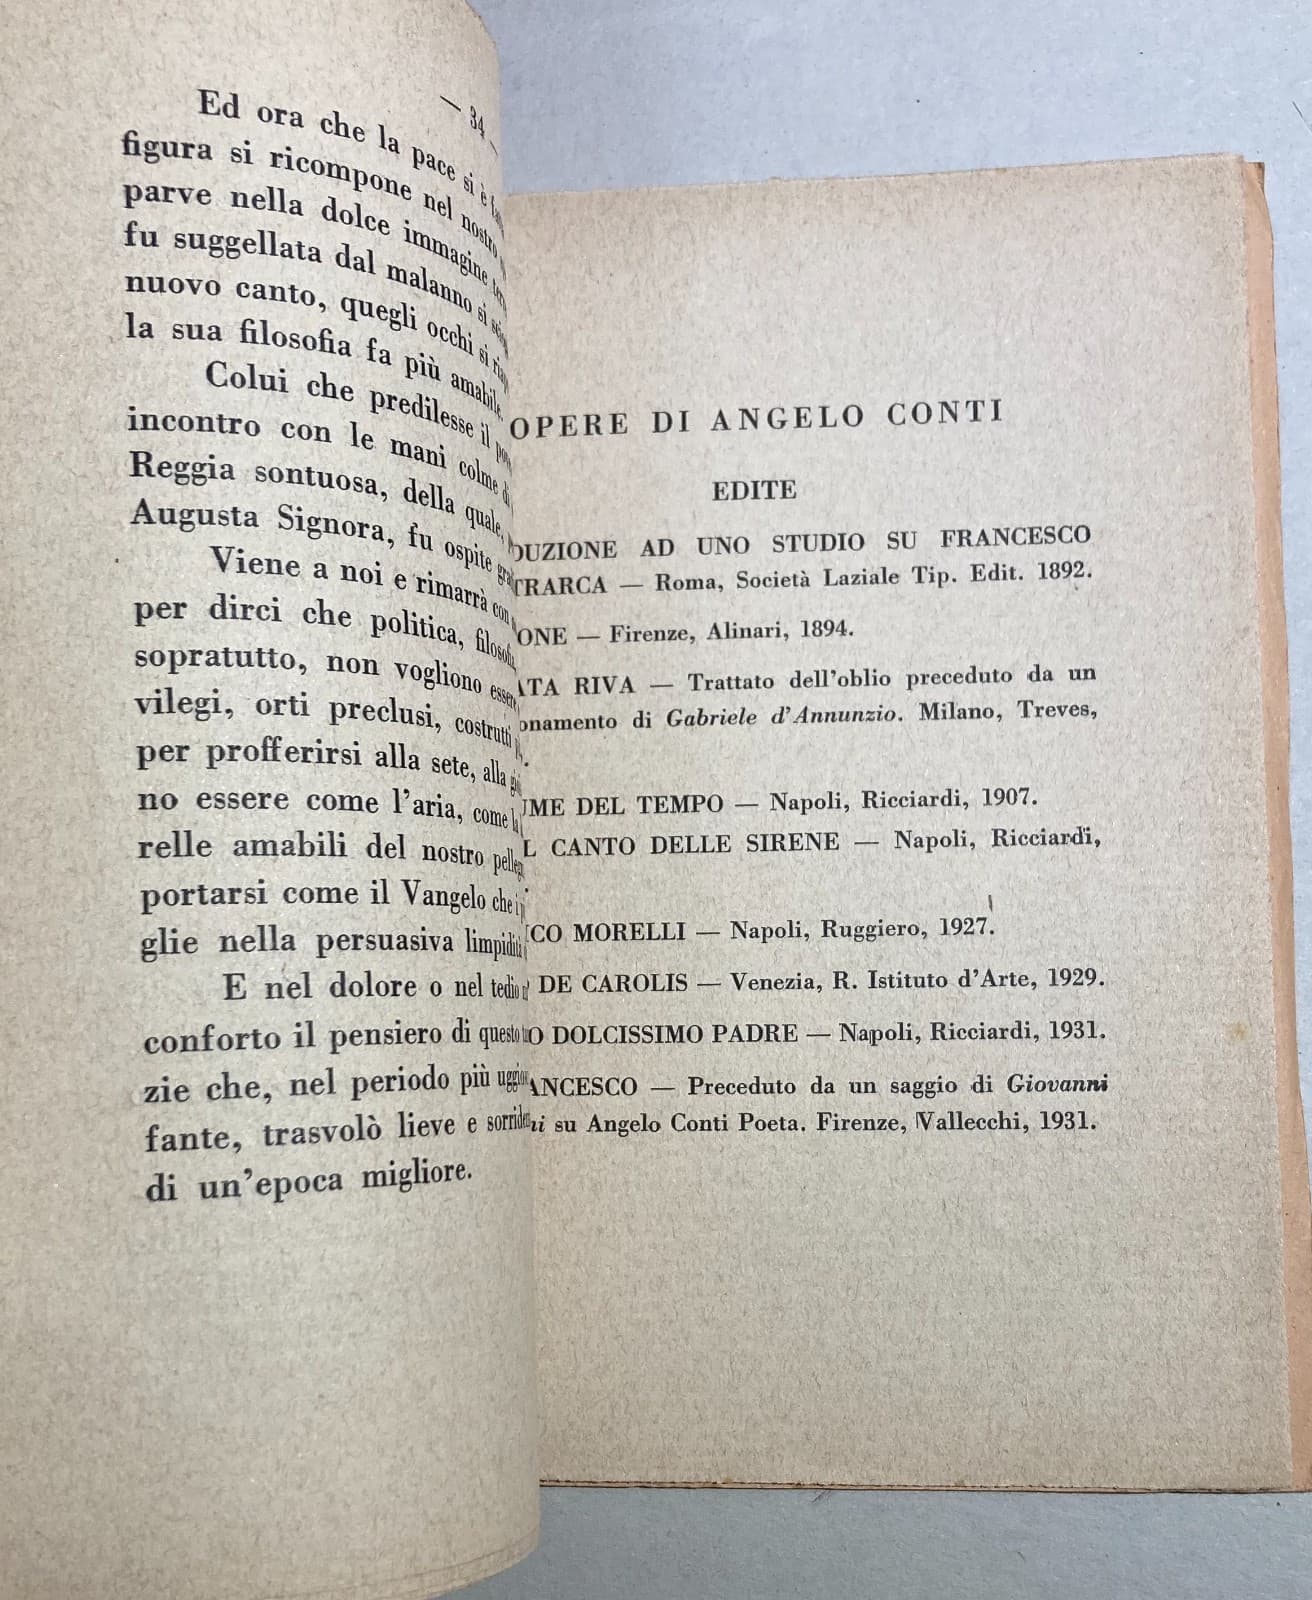 — 34
Ed ora che la pace si è
figura si ricompone nel nostro
parve nella dolce immagine
fu suggellata dal malanno si
nuovo canto, quegli occhi si
la sua filosofia fa più amabile.
Colui che predilesse il
incontro con le mani colme di
Reggia sontuosa, della quale,
Augusta Signora, fu ospite
Viene a noi e rimarrà con
per dirci che politica,
sopratutto, non vogliono essere
vilegi, orti preclusi, costrutti
per profferirsi alla sete, alla
no essere come l'aria, come
relle amabili del nostro
portarsi come il Vangelo che
glie nella persuasiva
E nel dolore o nel tedio
conforto il pensiero di questo
zie che, nel periodo più
fante, trasvolò lieve e
di un'epoca migliore.
OPERE DI ANGELO CONTI
EDITE
DUZIONE AD UNO STUDIO SU FRANCESCO
TRARCA — Roma, Società Laziale Tip. Edit. 1892.
ONE — Firenze, Alinari, 1894.
ATA RIVA — Trattato dell'oblio preceduto da un
onamento di Gabriele d'Annunzio. Milano, Treves,
UME DEL TEMPO — Napoli, Ricciardi, 1907.
L CANTO DELLE SIRENE — Napoli, Ricciardi,
CO MORELLI — Napoli, Ruggiero, 1927.
DE CAROLIS — Venezia, R. Istituto d'Arte, 1929.
O DOLCISSIMO PADRE — Napoli, Ricciardi, 1931.
ANCESCO — Preceduto da un saggio di Giovanni
su Angelo Conti Poeta. Firenze, Vallecchi, 1931.